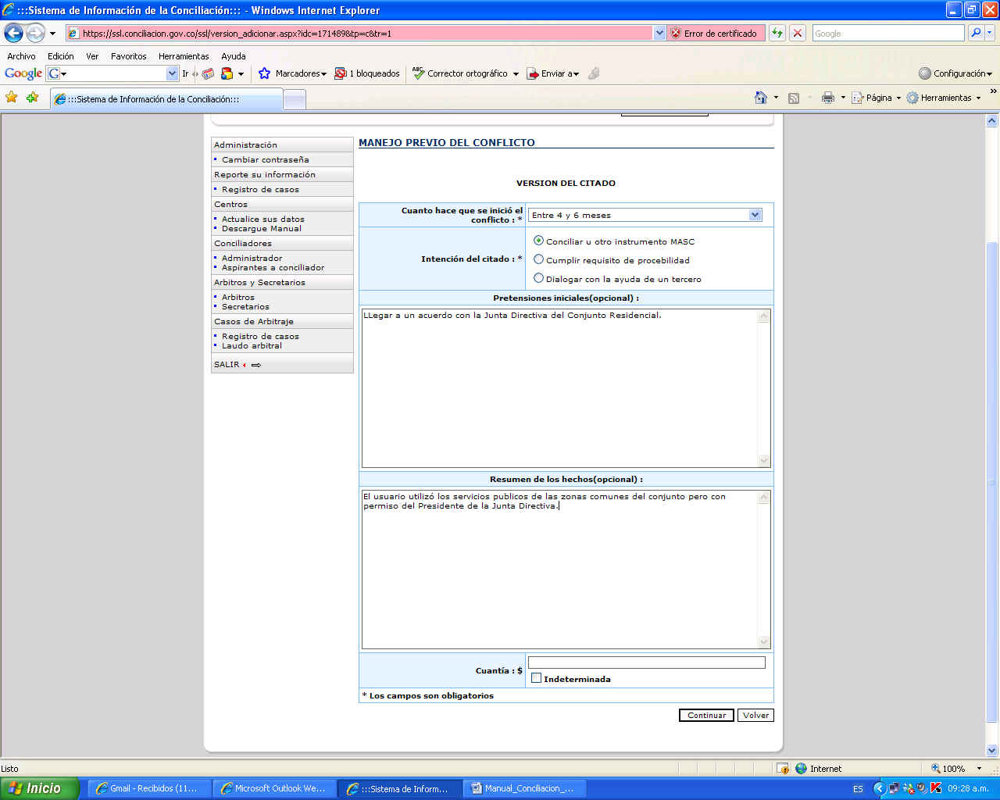 :::Sistema de Información de la Conciliación::: - Windows Internet Explorer
https://ssl.conciliacion.gov.co/ssl/version_adicionar.aspx?idc=171489&tp=c&tr=1
Error de certificado
Google
Archivo Edición Ver Favoritos Herramientas Ayuda
Google G Ir Marcadores 1 bloqueados ABC Corrector ortográfico Enviar a Configuración
:::Sistema de Información de la Conciliación::: Página Herramientas »
Administración
Cambiar contraseña
Reporte su información
Registro de casos
Centros
Actualice sus datos
Descargue Manual
Conciliadores
Administrador
Aspirantes a conciliador
Arbitros y Secretarios
Arbitros
Secretarios
Casos de Arbitraje
Registro de casos
Laudo arbitral
SALIR
MANEJO PREVIO DEL CONFLICTO
VERSION DEL CITADO
Cuanto hace que se inició el
conflicto : *
Entre 4 y 6 meses
Intención del citado : *
Conciliar u otro instrumento MASC
Cumplir requisito de procebilidad
Dialogar con la ayuda de un tercero
Pretensiones iniciales(opcional) :
LLegar a un acuerdo con la Junta Directiva del Conjunto Residencial.
Resumen de los hechos(opcional) :
El usuario utilizó los servicios publicos de las zonas comunes del conjunto pero con
permiso del Presidente de la Junta Directiva.
Cuantía : $
Indeterminada
* Los campos son obligatorios
Continuar Volver
Listo Internet 100%
Inicio Gmail - Recibidos (11... Microsoft Outlook We... :::Sistema de Inform... Manual_Conciliacion_... ES 09:28 a.m.